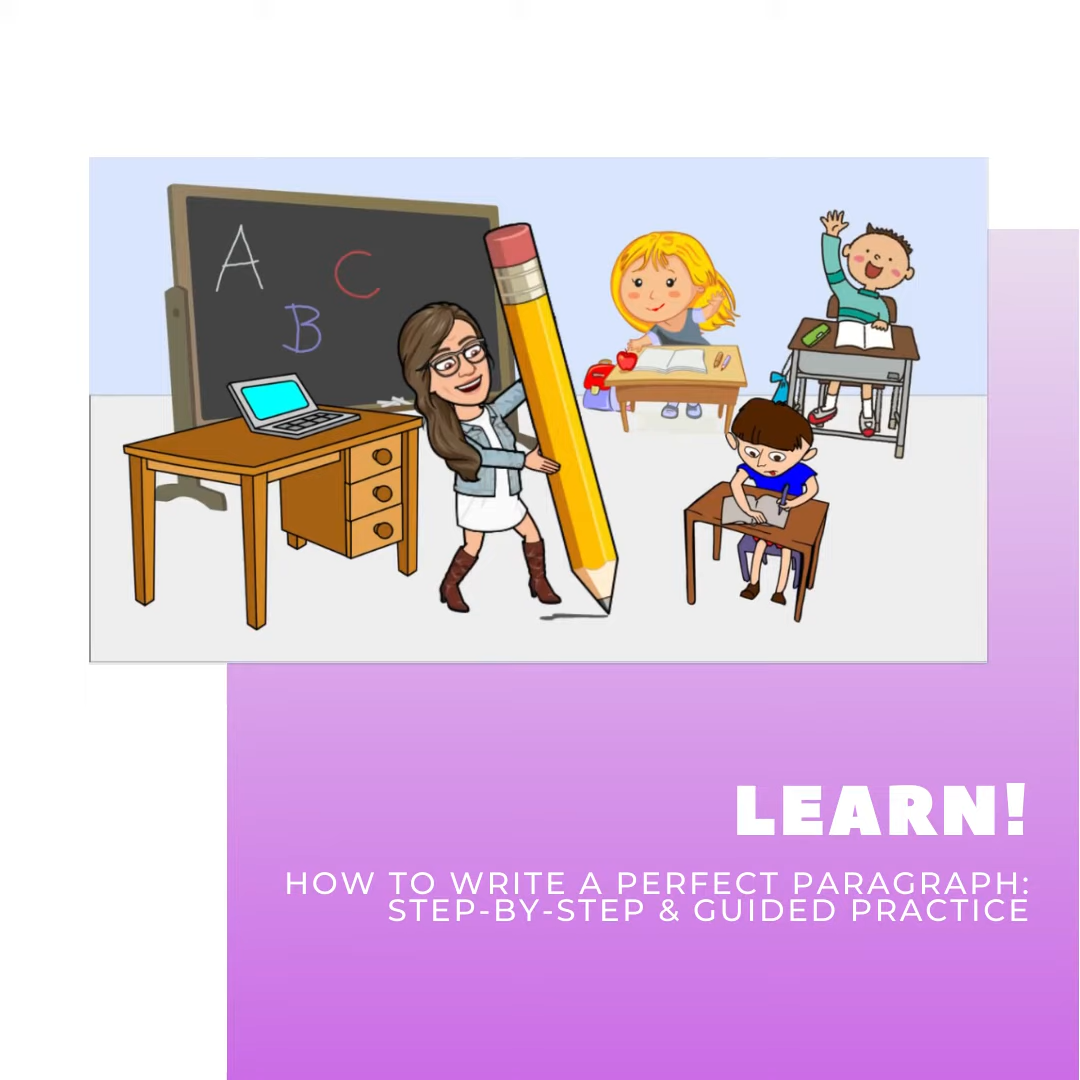 A
C
B
LEARN!
HOW TO WRITE A PERFECT PARAGRAPH:
STEP-BY-STEP & GUIDED PRACTICE